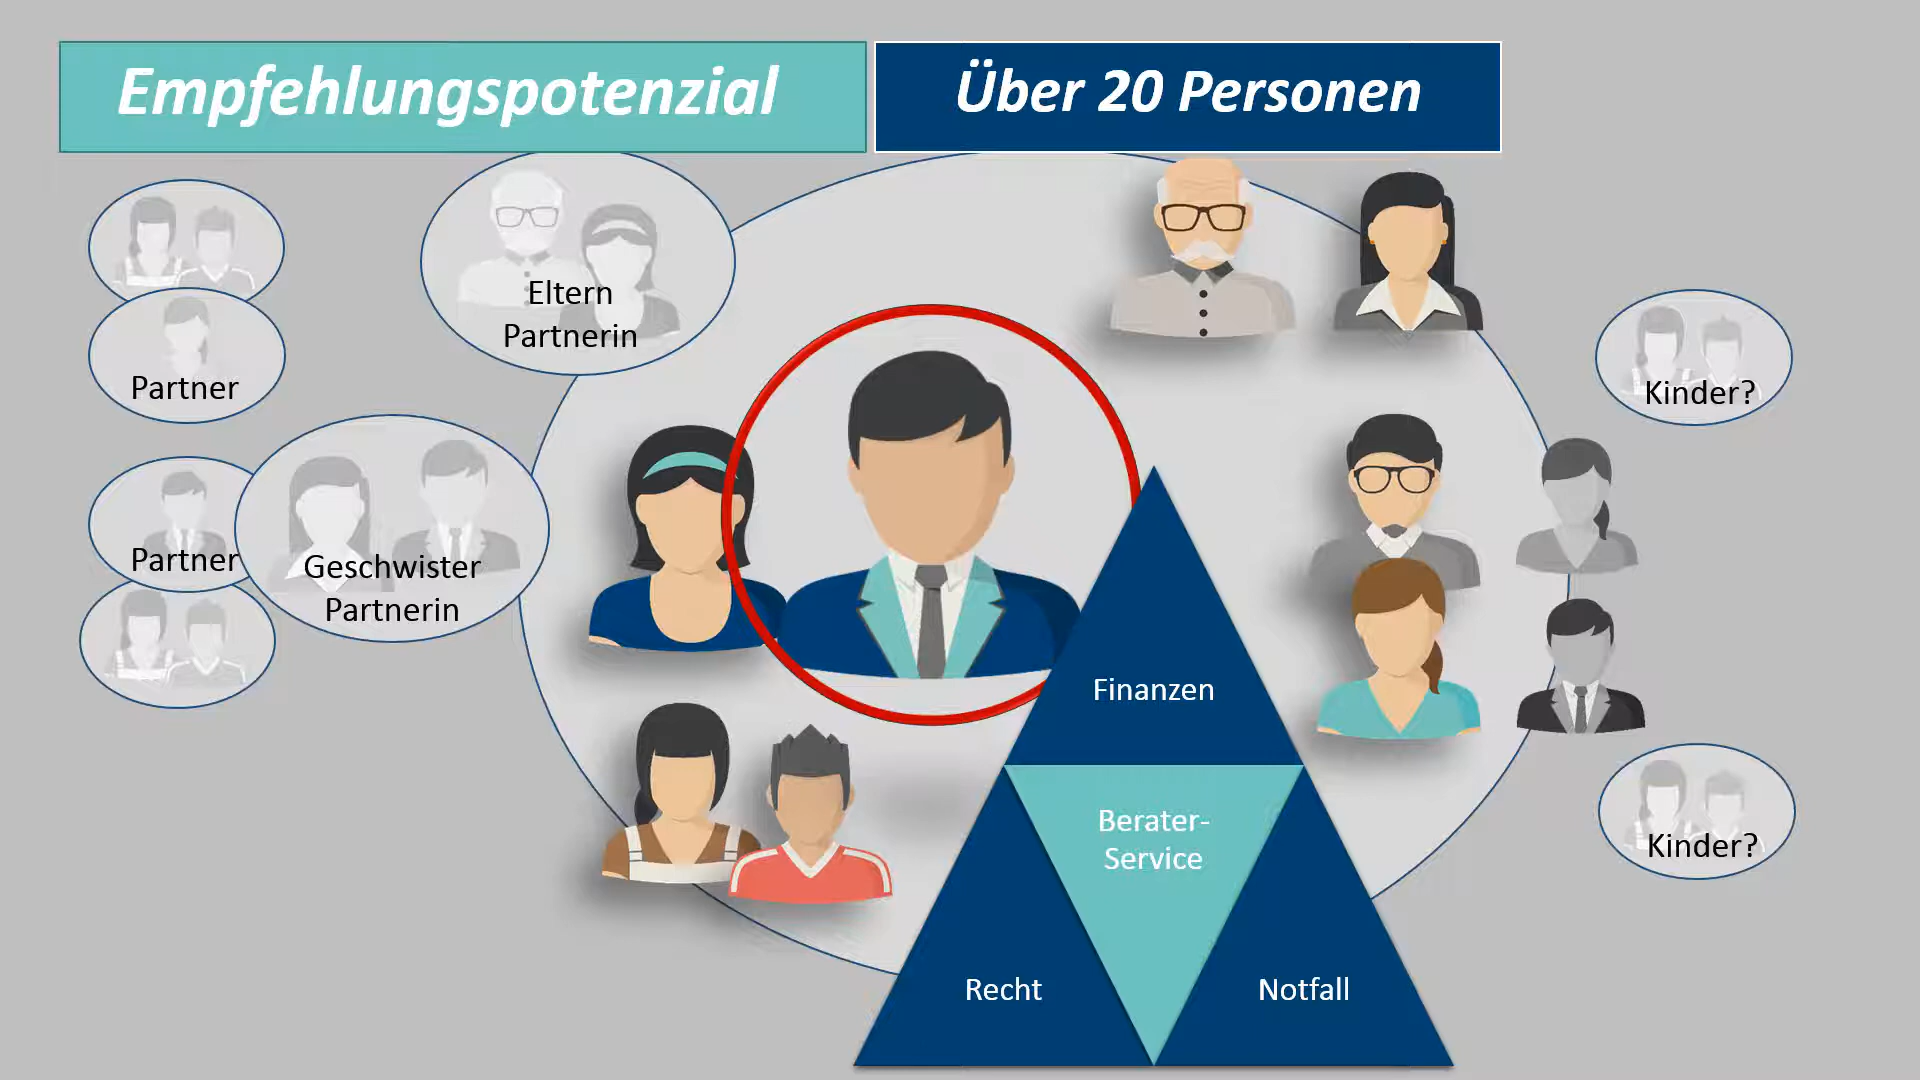 Empfehlungspotenzial
Über 20 Personen
Eltern
Partnerin
Partner
Kinder?
Partner
Geschwister
Partnerin
Finanzen
Berater-
Service
Kinder?
Recht
Notfall